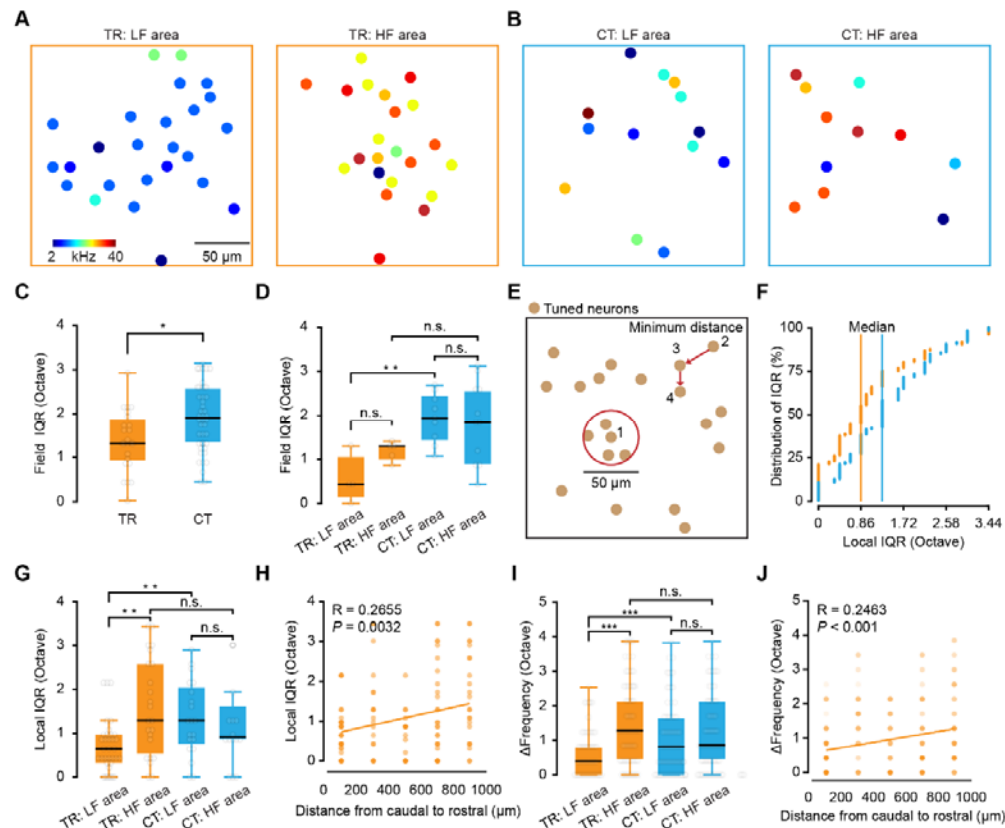 A
TR: LF area
TR: HF area
2 kHz 40
50 μm
B
CT: LF area
CT: HF area
C
Field IQR (Octave)
4
3
2
1
0
*
TR
CT
D
Field IQR (Octave)
4
3
2
1
0
n.s.
* *
n.s.
n.s.
TR: LF area
TR: HF area
CT: LF area
CT: HF area
E
Tuned neurons
Minimum distance
3
2
4
1
50 μm
F
Median
Distribution of IQR (%)
100
75
50
25
0
0
0.86
1.72
2.58
3.44
Local IQR (Octave)
G
Local IQR (Octave)
4
3
2
1
0
* *
n.s.
* *
n.s.
TR: LF area
TR: HF area
CT: LF area
CT: HF area
H
R = 0.2655
P = 0.0032
Local IQR (Octave)
4
3
2
1
0
0 200 400 600 800 1000
Distance from caudal to rostral (μm)
I
ΔFrequency (Octave)
5
4
3
2
1
0
n.s.
***
***
n.s.
TR: LF area
TR: HF area
CT: LF area
CT: HF area
J
R = 0.2463
P < 0.001
ΔFrequency (Octave)
5
4
3
2
1
0
0 200 400 600 800 1000
Distance from caudal to rostral (μm)